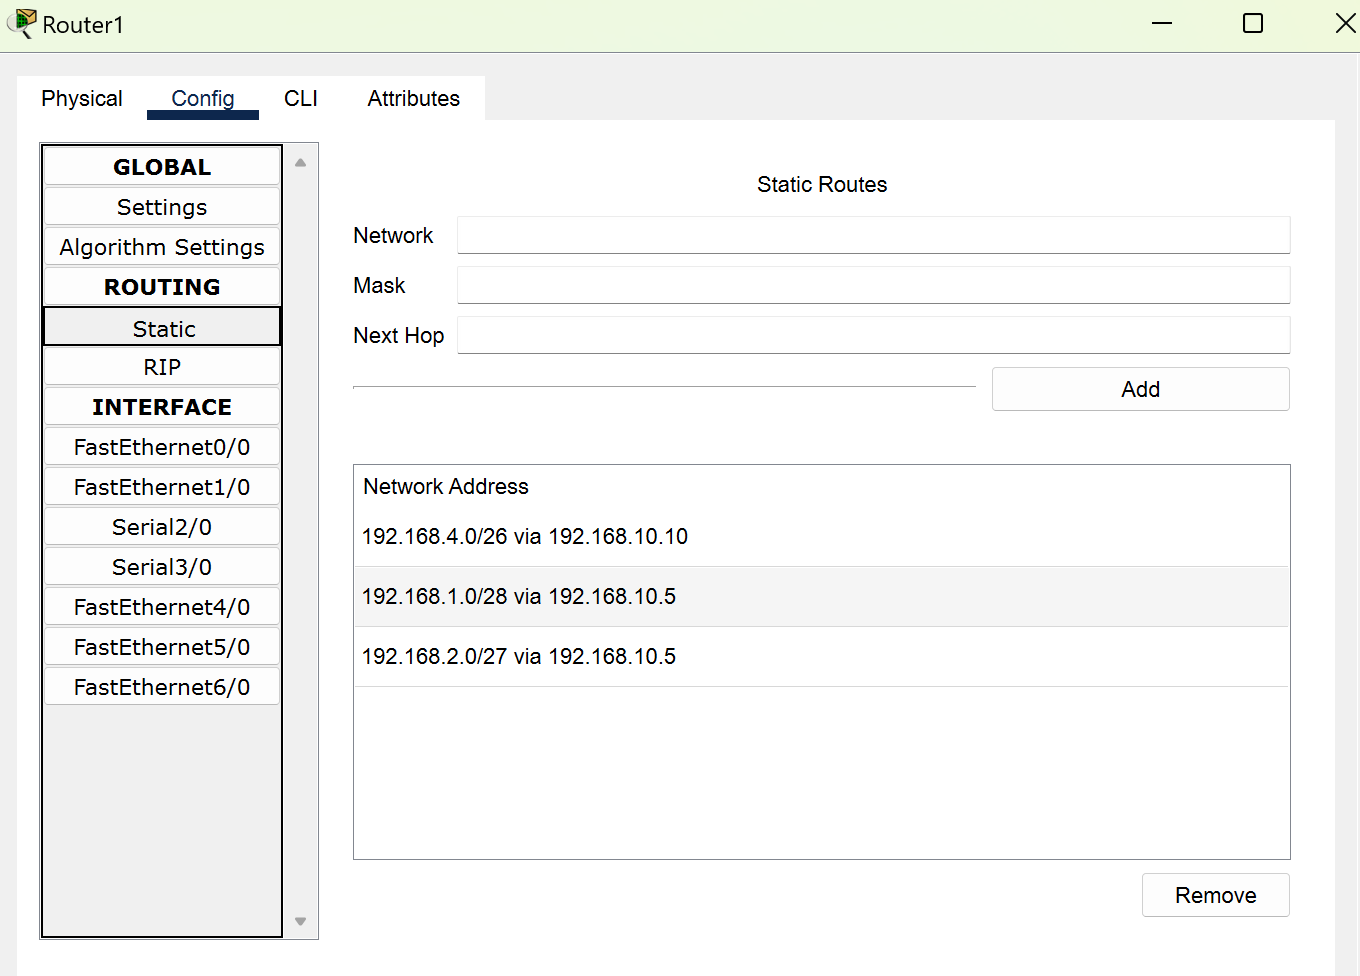 Router1
Physical Config CLI Attributes
GLOBAL
Settings
Algorithm Settings
ROUTING
Static
RIP
INTERFACE
FastEthernet0/0
FastEthernet1/0
Serial2/0
Serial3/0
FastEthernet4/0
FastEthernet5/0
FastEthernet6/0
Static Routes
Network
Mask
Next Hop
Add
Network Address
192.168.4.0/26 via 192.168.10.10
192.168.1.0/28 via 192.168.10.5
192.168.2.0/27 via 192.168.10.5
Remove